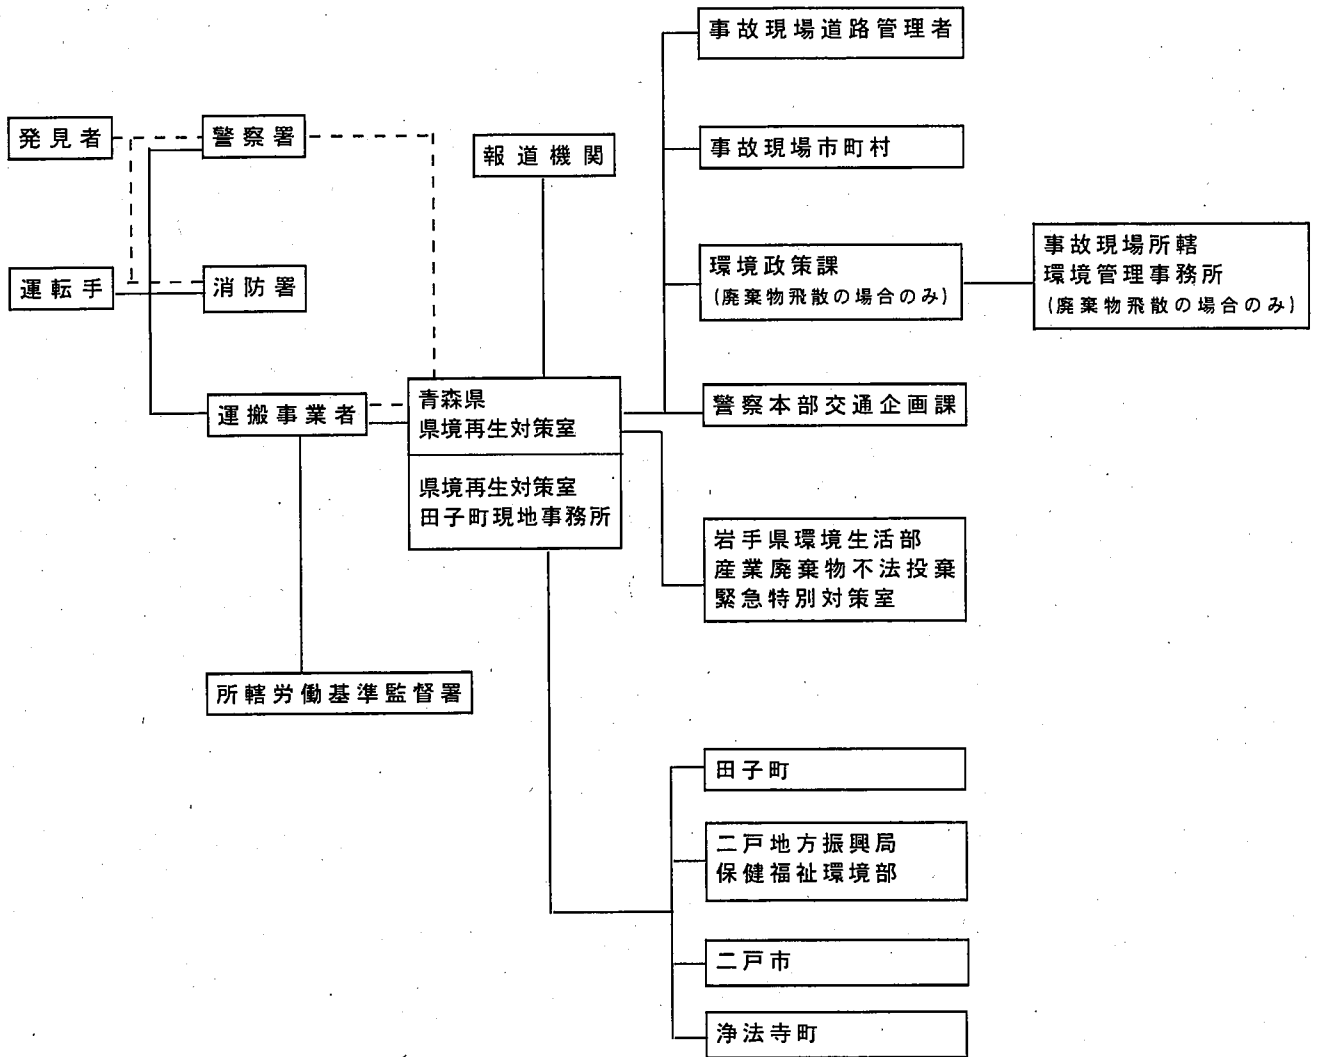 事故現場道路管理者
発見者
警察署
報道機関
事故現場市町村
運転手
消防署
環境政策課
(廃棄物飛散の場合のみ)
事故現場所轄
環境管理事務所
(廃棄物飛散の場合のみ)
運搬事業者
青森県
県境再生対策室
県境再生対策室
田子町現地事務所
警察本部交通企画課
岩手県環境生活部
産業廃棄物不法投棄
緊急特別対策室
所轄労働基準監督署
田子町
二戸地方振興局
保健福祉環境部
二戸市
浄法寺町